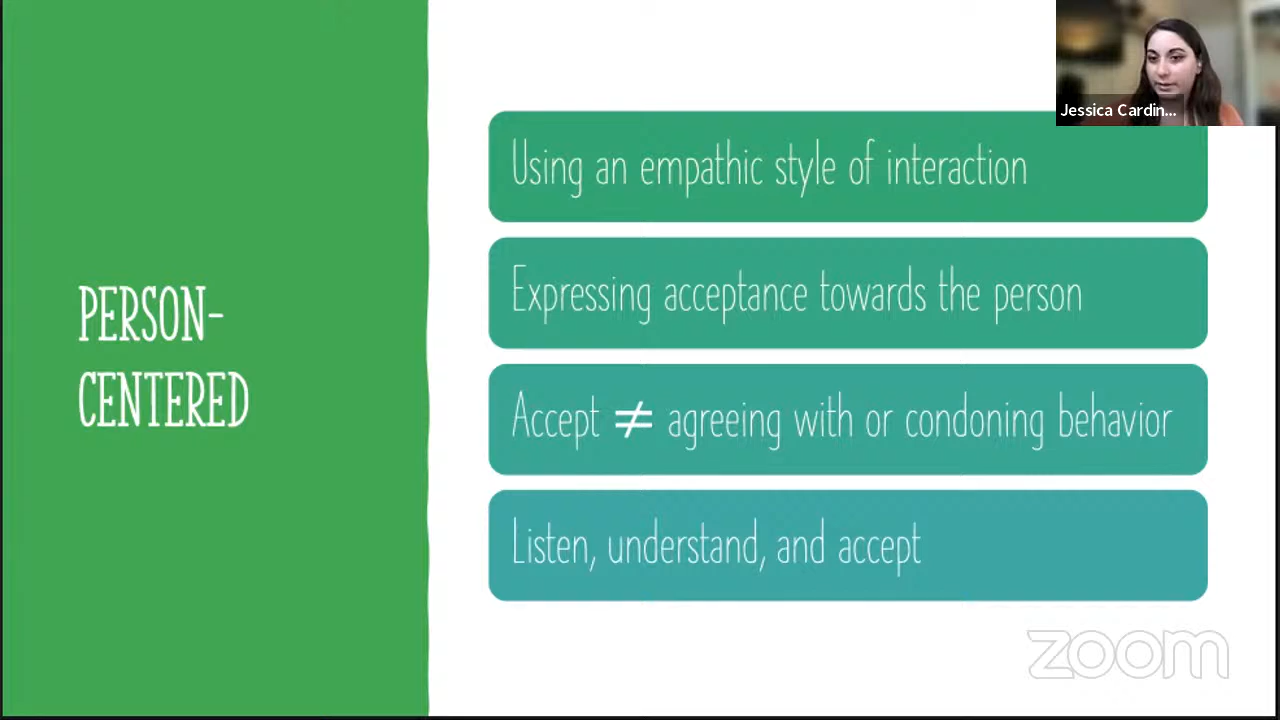 Jessica Cardin...
Using an empathic style of interaction
Expressing acceptance towards the person
PERSON-
CENTERED
Accept ≠ agreeing with or condoning behavior
Listen, understand, and accept
zoom